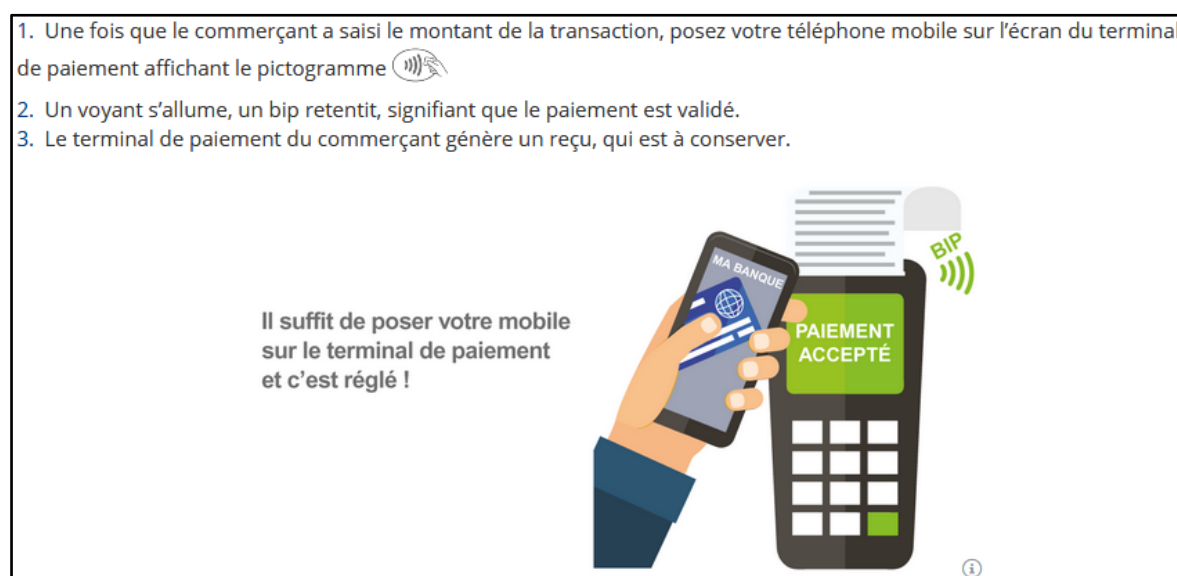 1. Une fois que le commerçant a saisi le montant de la transaction, posez votre téléphone mobile sur l’écran du terminal
de paiement affichant le pictogramme
2. Un voyant s’allume, un bip retentit, signifiant que le paiement est validé.
3. Le terminal de paiement du commerçant génère un reçu, qui est à conserver.
BIP
MA BANQUE
Il suffit de poser votre mobile
sur le terminal de paiement
et c’est réglé !
PAIEMENT
ACCEPTÉ
i